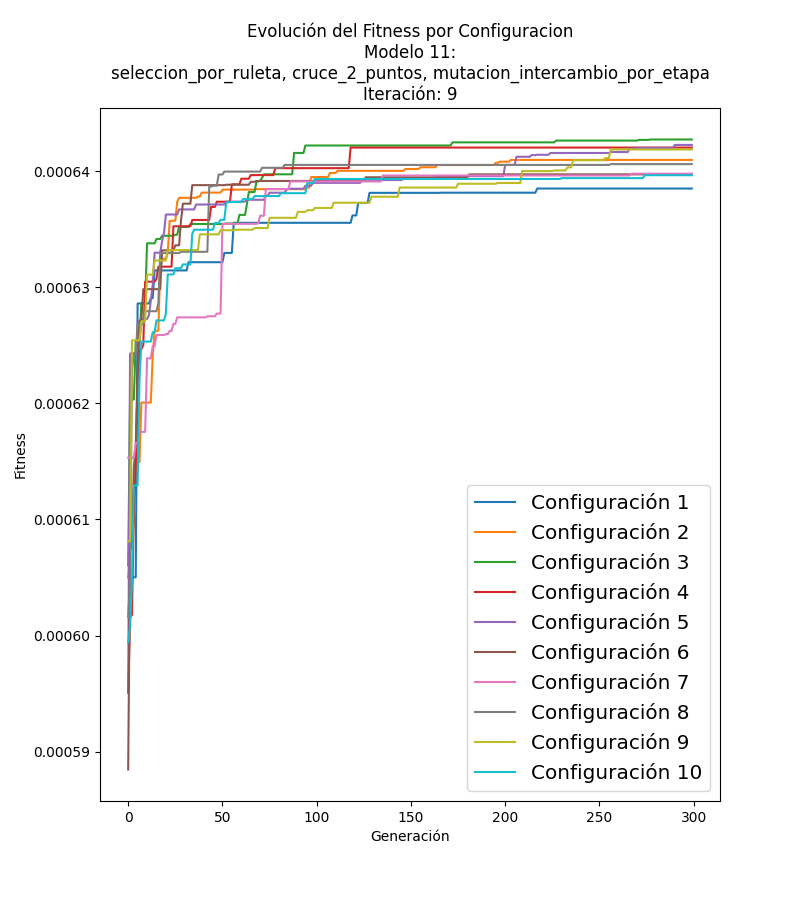 Evolución del Fitness por Configuracion
Modelo 11:
seleccion_por_ruleta, cruce_2_puntos, mutacion_intercambio_por_etapa
Iteración: 9
0.00064
0.00063
0.00062
0.00061
0.00060
0.00059
Fitness
Configuración 1
Configuración 2
Configuración 3
Configuración 4
Configuración 5
Configuración 6
Configuración 7
Configuración 8
Configuración 9
Configuración 10
0 50 100 150 200 250 300
Generación